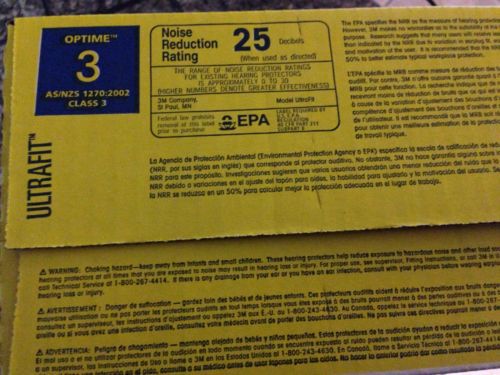 OPTIME™
3
AS/NZS 1270:2002
CLASS 3
ULTRAFIT™
Noise
Reduction
Rating
25 Decibels
(When used as directed)
THE RANGE OF NOISE REDUCTION RATINGS
FOR EXISTING HEARING PROTECTORS
IS APPROXIMATELY 0 TO 30
(HIGHER NUMBERS DENOTE GREATER EFFECTIVENESS)
3M Company,
St Paul, MN
Model UltraFit
Federal law prohibits
removal of this label
prior to purchase.
EPA
LABEL REQUIRED BY
U.S. E.P.A.
REGULATION
40 CFR PART 211
SUBPART B
The EPA specifies the NRR as the measure of hearing protec
However, 3M makes no warranties as to the suitability of the
purpose. Research suggests that many users will receive less
than indicated by the NRR due to variation in earplug fit,
and motivation of the user. It is recommended that the NRR
by 50% to better estimate typical workplace protection.
L'EPA spécifie le NRR comme mesure de réduction des
audit. Par contre, 3M n'offre aucune garantie quant à
NRR pour cette fonction. La recherche indique que
recevront moins de réduction de bruits que ce qui est
à cause de la variation d'ajustement des bouchons d'oreilles
compétence d'ajustement des bouchons d'oreilles
de l'utilisateur. Il est recommandé que le NRR soit
pour obtenir une meilleure estimation de la protection
de travail typique.
La Agencia de Protección Ambiental (Environmental Protection Agency o EPA) especifica la escala de calificación de reducc
(NRR, por sus siglas en inglés) que corresponde al protector auditivo. No obstante, 3M no hace garantía alguna sobre
NRR para este propósito. Investigaciones sugieren que varios usuarios obtendrán una menor reducción del ruido que
NRR debido a variaciones en el ajuste del tapón para oídos, la habilidad para ajustarlo y la motivación del usuario. Se
la NRR se reduzca en un 50% para calcular mejor la protección adecuada en el lugar de trabajo.
WARNING: Choking hazard—keep away from infants and small children. These hearing protectors help reduce exposure to hazardous noise and other loud sounds
hearing protectors at all times that you are exposed to noise may result in hearing loss or injury. For proper use, see supervisor, Fitting Instructions, or call 3M in
call Technical Service at 1-800-267-4414. If there is any drainage from your ear or you have an ear infection, consult with your physician before wearing
hearing loss or injury.
AVERTISSEMENT: Danger de suffocation — gardez loin des bébés et de jeunes enfants. Ces protecteurs auditifs aident à réduire l'exposition aux bruits danger
mauvaise utilisation ou ne pas porter les protecteurs auditifs en tout temps lorsque vous êtes exposé à des bruits pourrait mener à des pertes auditives ou à des
consultez un superviseur, les instructions d'ajustement ou appelez 3M aux É.-U. au 1-800-243-4630. Au Canada, appelez le service technique au 1-800-
ou si vous avez une infection d'oreille, consultez votre médecin avant de porter des bouchons d'oreille. Ne pas suivre ces directives pourrait mener
ADVERTENCIA: Peligro de ahogamiento — mantenga alejado de bebés y niños pequeños. Estos protectores de la audición ayudan a reducir la exposición
El mal uso o el no utilizar protectores de la audición en todo momento cuando se encuentre expuesto al ruido pueden resultar en pérdida de la audición
a un supervisor, las Instrucciones de Uso o llame a 3M en los Estados Unidos al 1-800-243-4630. En Canadá, llame a Servicio Técnico al 1-800-267-4414.